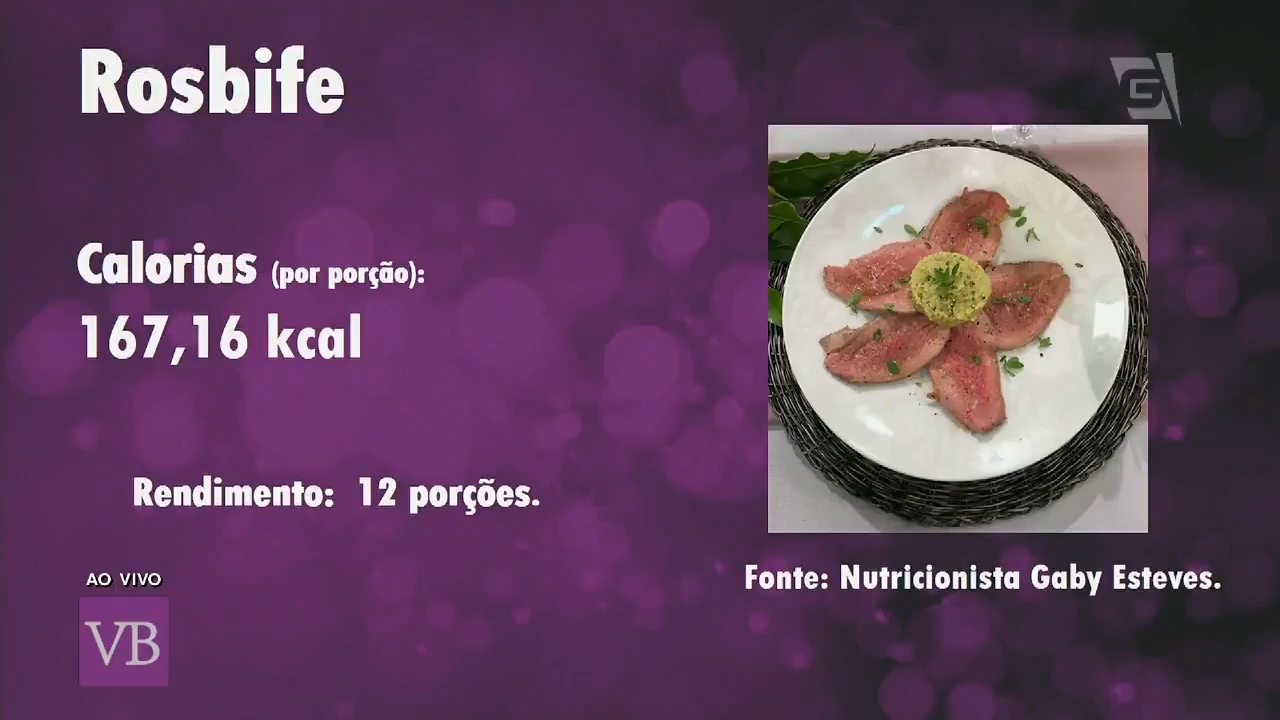 Rosbife
Calorias (por porção):
167,16 kcal
Rendimento: 12 porções.
Fonte: Nutricionista Gaby Esteves.
AO VIVO
VB
G